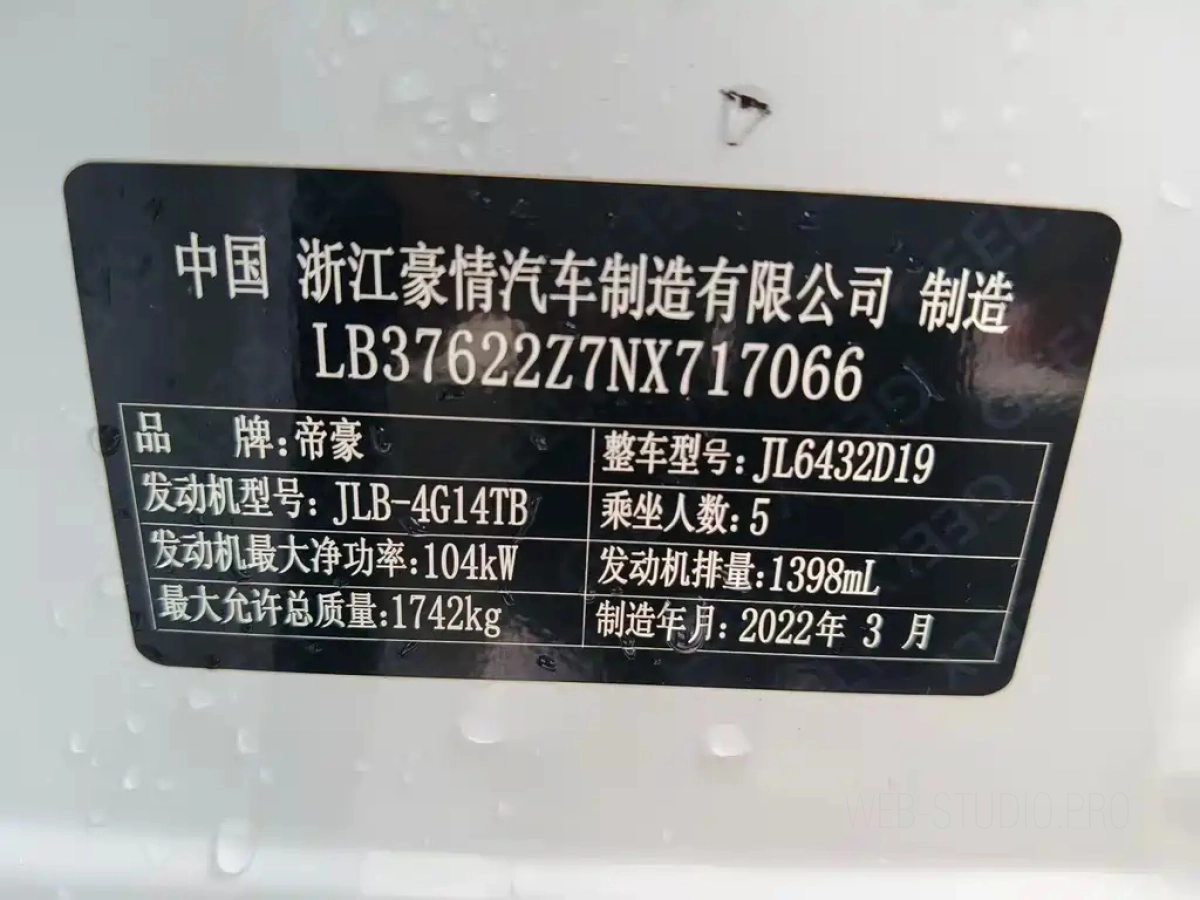 中国 浙江豪情汽车制造有限公司 制造
LB37622Z7NX717066
品 牌:帝豪 整车型号:JL6432D19
发动机型号:JLB-4G14TB 乘坐人数:5
发动机最大净功率:104kW 发动机排量:1398mL
最大允许总质量:1742kg 制造年月:2022年 3 月
WEB-STUDIO.PRO